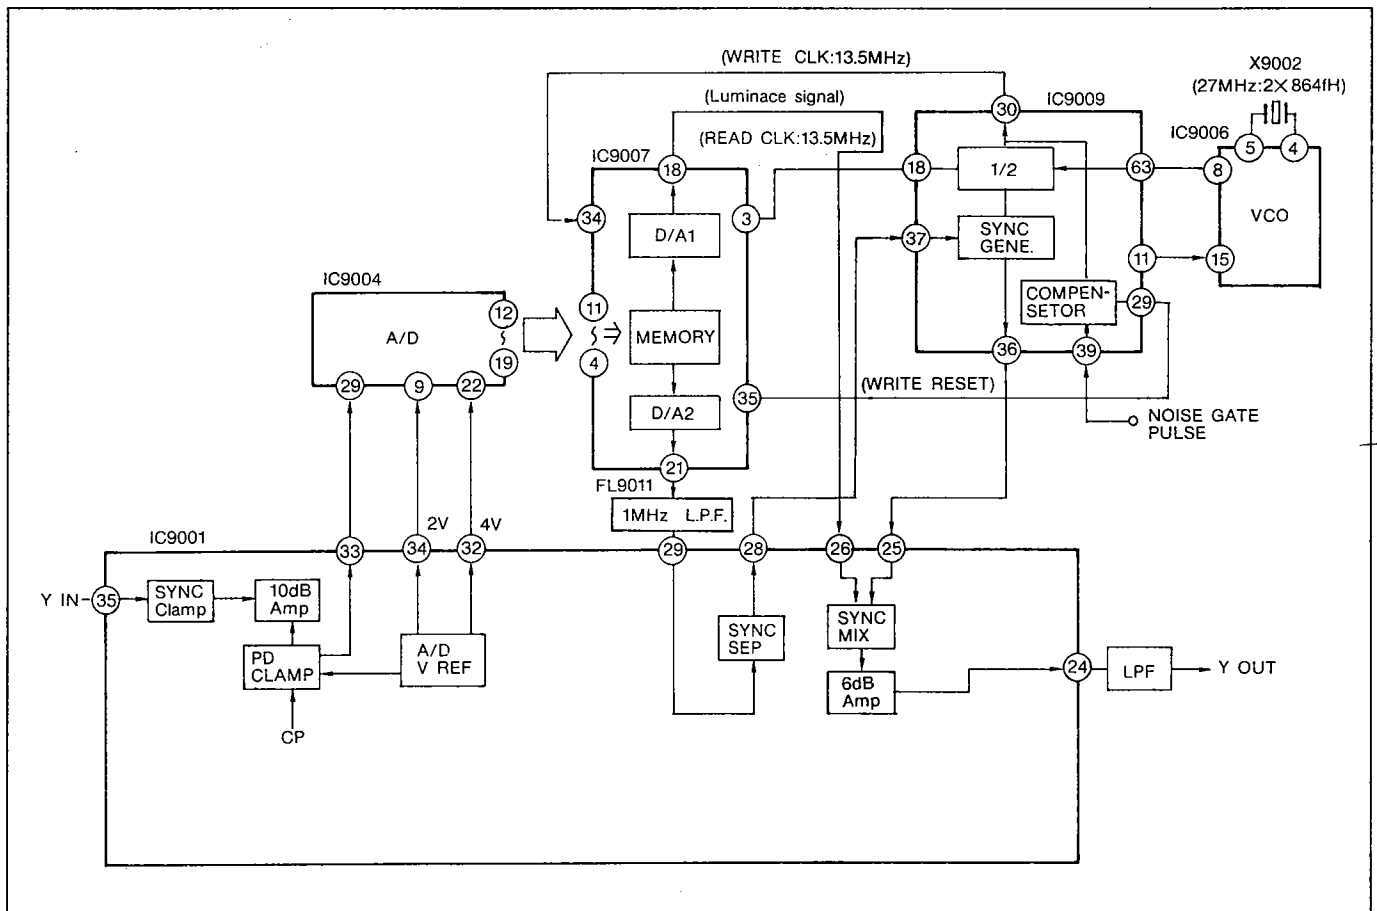 (WRITE CLK:13.5MHz)
X9002
(27MHz:2X864fH)
(Luminace signal)
30
IC9009
IC9006
(READ CLK:13.5MHz)
5
4
IC9007
18
18
1/2
63
8
34
3
VCO
D/A1
37
SYNC
GENE.
11
15
IC9004
12
11
COMPEN-
SETOR
29
A/D
MEMORY
19
4
36
39
29
9
22
(WRITE RESET)
35
D/A2
NOISE GATE
PULSE
21
FL9011
1MHz L.P.F.
2V
4V
IC9001
33
34
32
29
28
26
25
Y IN
35
SYNC
Clamp
10dB
Amp
SYNC
SEP
SYNC
MIX
PD
CLAMP
A/D
V REF
24
LPF
Y OUT
6dB
Amp
CP